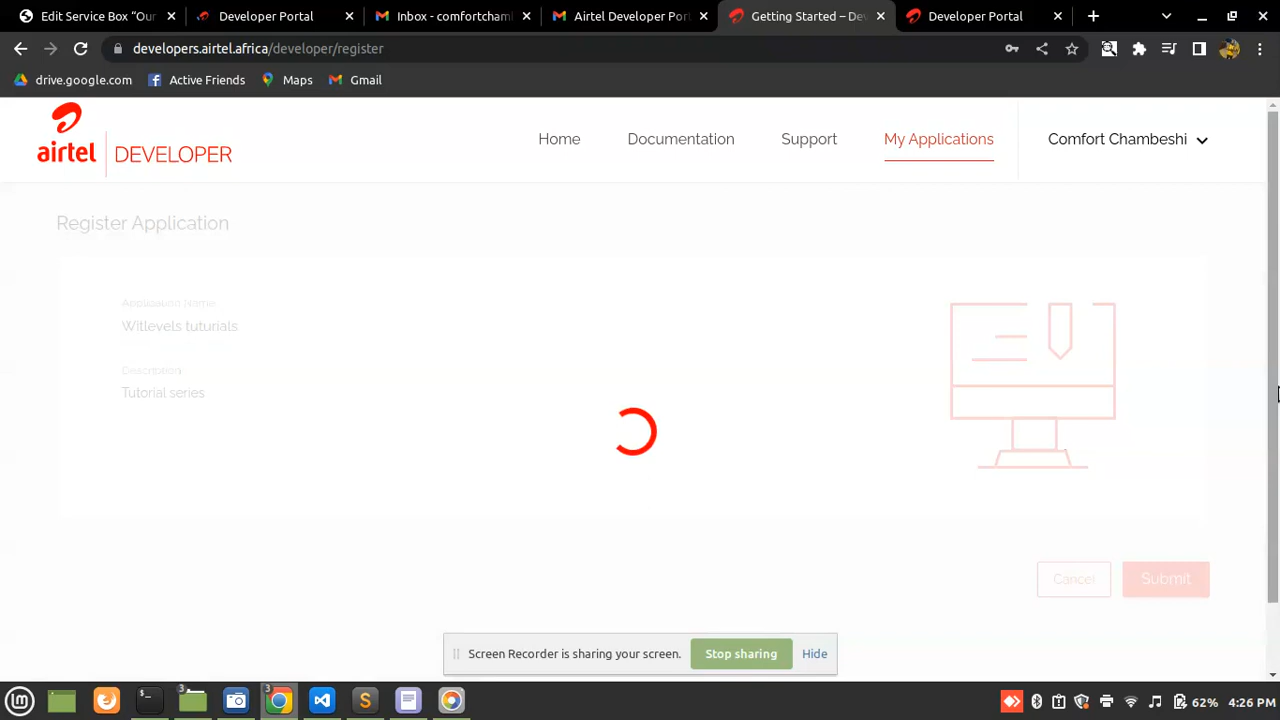 Edit Service Box “Our
Developer Portal
Inbox - comfortcham
Airtel Developer Por
Getting Started – Dev
Developer Portal
developers.airtel.africa/developer/register
drive.google.com
Active Friends
Maps
Gmail
airtel DEVELOPER
Home
Documentation
Support
My Applications
Comfort Chambeshi
Register Application
Application Name
Witlevels tuturials
Description
Tutorial series
Cancel
Submit
Screen Recorder is sharing your screen.
Stop sharing
Hide
3
3
S
62%
4:26 PM